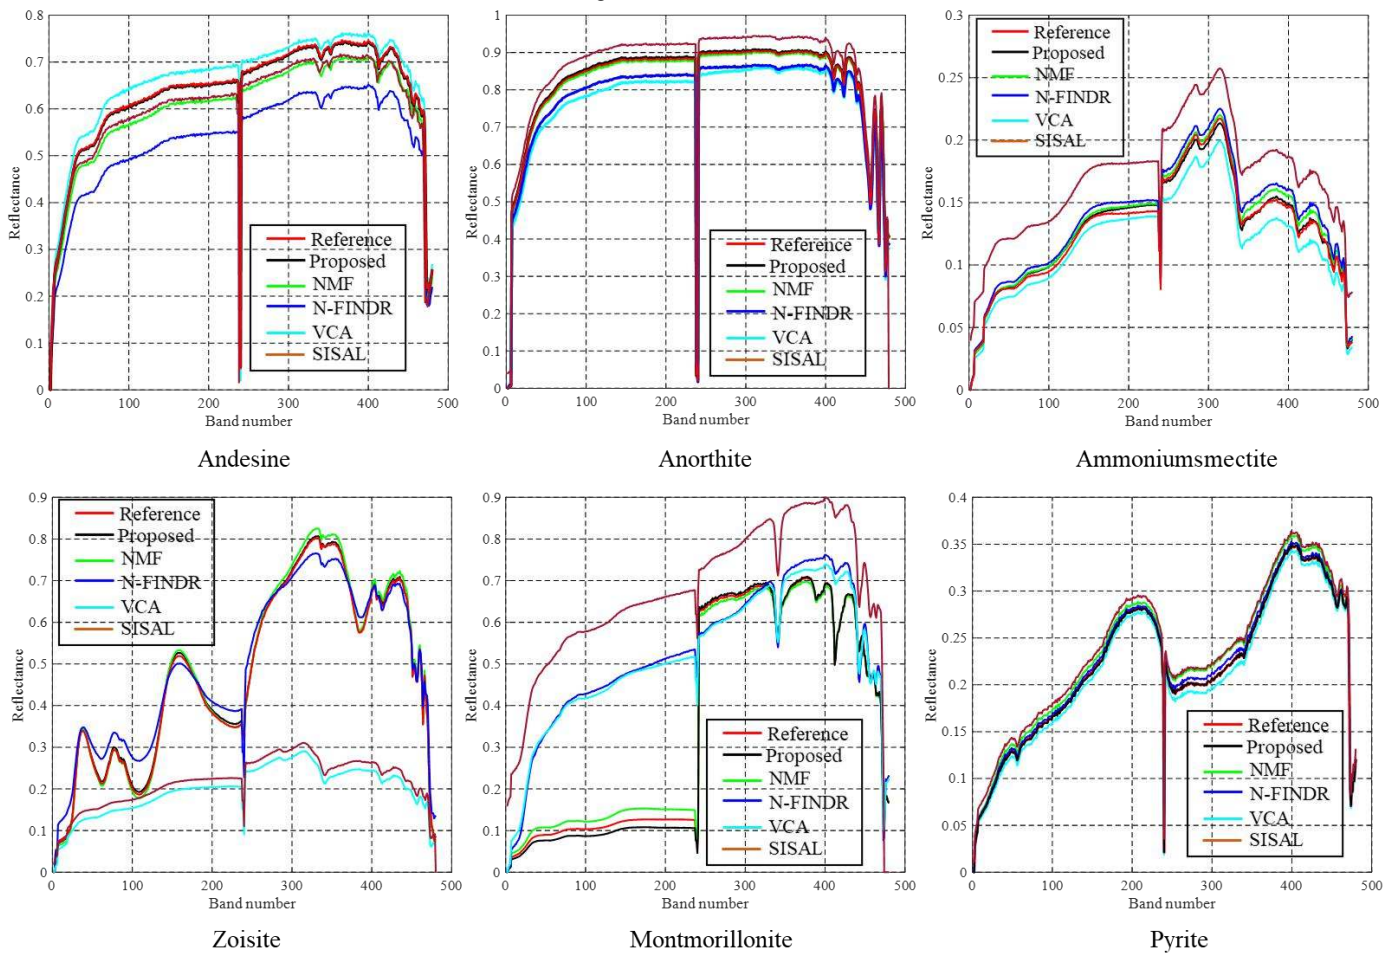 0.8
0.7
0.6
0.5
0.4
0.3
0.2
0.1
0
Reflectance
0 100 200 300 400 500
Band number
Reference
Proposed
NMF
N-FINDR
VCA
SISAL
Andesine
1
0.9
0.8
0.7
0.6
0.5
0.4
0.3
0.2
0.1
0
Reflectance
0 100 200 300 400 500
Band number
Reference
Proposed
NMF
N-FINDR
VCA
SISAL
Anorthite
0.3
0.25
0.2
0.15
0.1
0.05
0
Reflectance
0 100 200 300 400 500
Band number
Reference
Proposed
NMF
N-FINDR
VCA
SISAL
Ammoniumsmectite
0.9
0.8
0.7
0.6
0.5
0.4
0.3
0.2
0.1
0
Reflectance
0 100 200 300 400 500
Band number
Reference
Proposed
NMF
N-FINDR
VCA
SISAL
Zoisite
0.9
0.8
0.7
0.6
0.5
0.4
0.3
0.2
0.1
0
Reflectance
0 100 200 300 400 500
Band number
Reference
Proposed
NMF
N-FINDR
VCA
SISAL
Montmorillonite
0.4
0.35
0.3
0.25
0.2
0.15
0.1
0.05
0
Reflectance
0 100 200 300 400 500
Band number
Reference
Proposed
NMF
N-FINDR
VCA
SISAL
Pyrite